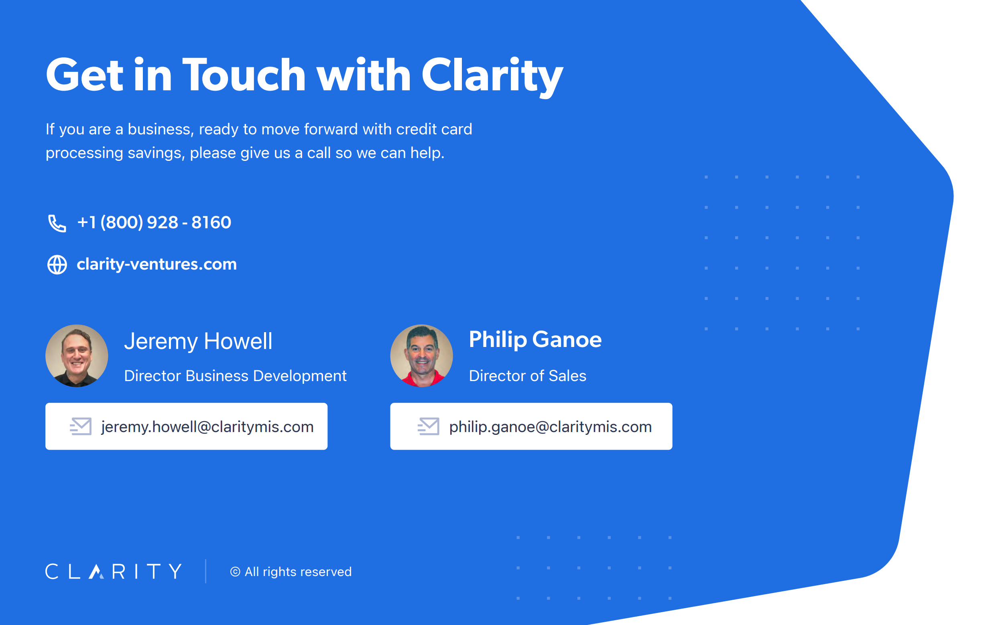 Get in Touch with Clarity
If you are a business, ready to move forward with credit card
processing savings, please give us a call so we can help.
+1 (800) 928 - 8160
clarity-ventures.com
Jeremy Howell
Director Business Development
jeremy.howell@claritymis.com
Philip Ganoe
Director of Sales
philip.ganoe@claritymis.com
CLARITY
© All rights reserved